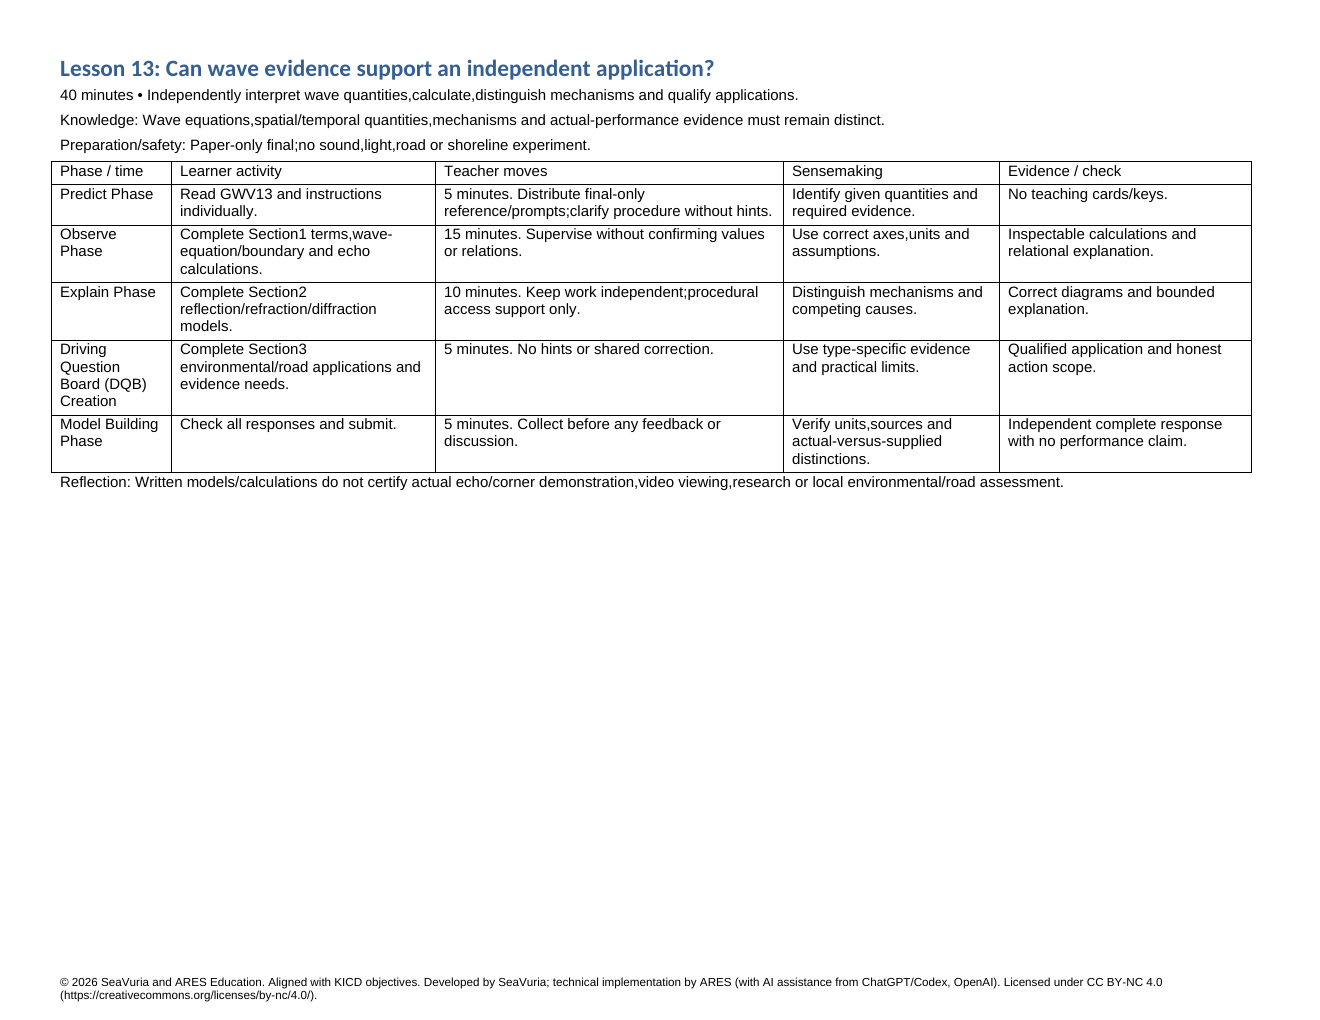 Lesson 13: Can wave evidence support an independent application?
40 minutes • Independently interpret wave quantities,calculate,distinguish mechanisms and qualify applications.
Knowledge: Wave equations,spatial/temporal quantities,mechanisms and actual-performance evidence must remain distinct.
Preparation/safety: Paper-only final;no sound,light,road or shoreline experiment.
Phase / time
Learner activity
Teacher moves
Sensemaking
Evidence / check
Predict Phase
Read GWV13 and instructions
individually.
5 minutes. Distribute final-only
reference/prompts;clarify procedure without hints.
Identify given quantities and
required evidence.
No teaching cards/keys.
Observe
Phase
Complete Section1 terms,wave-
equation/boundary and echo
calculations.
15 minutes. Supervise without confirming values
or relations.
Use correct axes,units and
assumptions.
Inspectable calculations and
relational explanation.
Explain Phase
Complete Section2
reflection/refraction/diffraction
models.
10 minutes. Keep work independent;procedural
access support only.
Distinguish mechanisms and
competing causes.
Correct diagrams and bounded
explanation.
Driving
Question
Board (DQB)
Creation
Complete Section3
environmental/road applications and
evidence needs.
5 minutes. No hints or shared correction.
Use type-specific evidence
and practical limits.
Qualified application and honest
action scope.
Model Building
Phase
Check all responses and submit.
5 minutes. Collect before any feedback or
discussion.
Verify units,sources and
actual-versus-supplied
distinctions.
Independent complete response
with no performance claim.
Reflection: Written models/calculations do not certify actual echo/corner demonstration,video viewing,research or local environmental/road assessment.
© 2026 SeaVuria and ARES Education. Aligned with KICD objectives. Developed by SeaVuria; technical implementation by ARES (with AI assistance from ChatGPT/Codex, OpenAI). Licensed under CC BY-NC 4.0
(https://creativecommons.org/licenses/by-nc/4.0/).